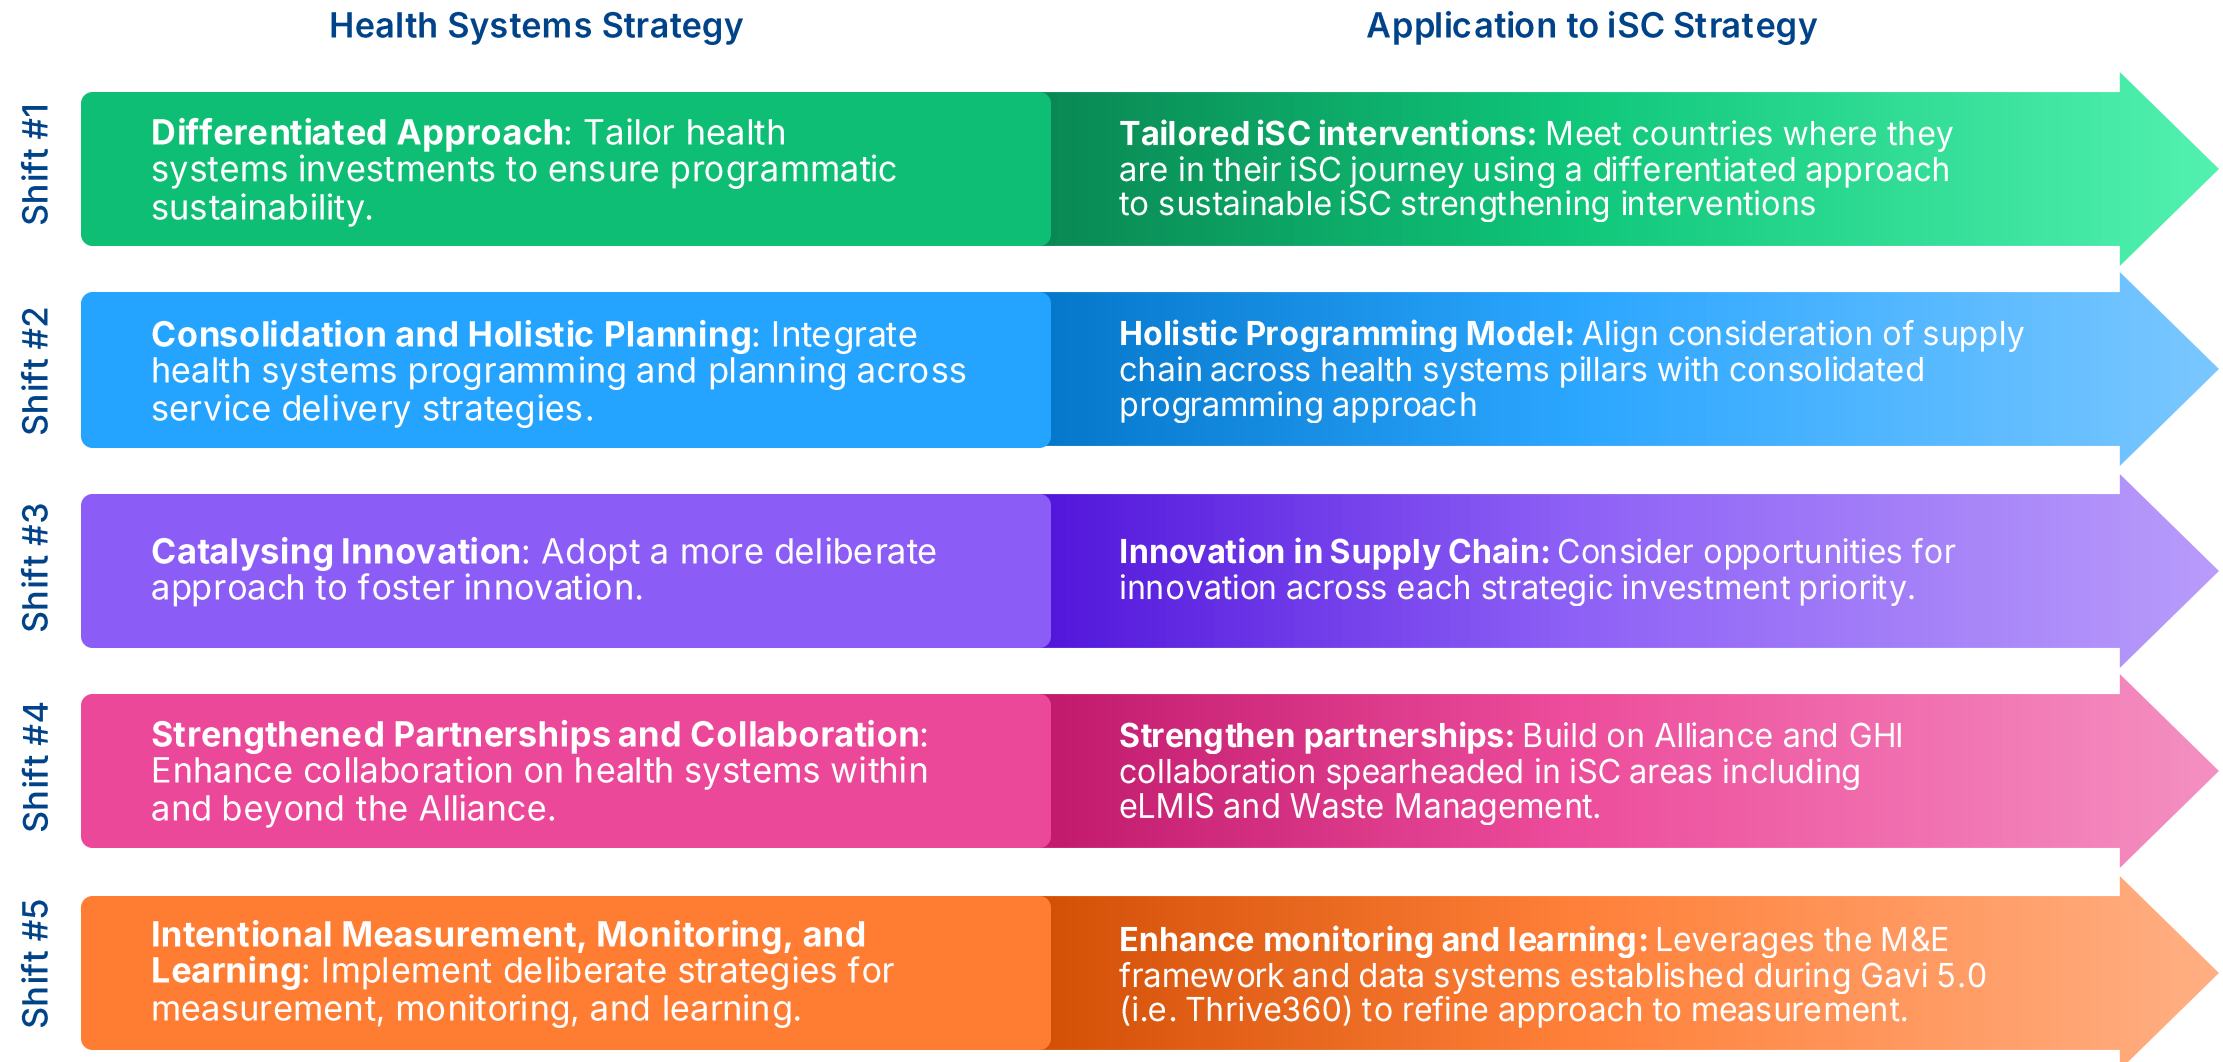 Health Systems Strategy
Application to iSC Strategy
Shift #1
Differentiated Approach: Tailor health
systems investments to ensure programmatic
sustainability.
Tailored iSC interventions: Meet countries where they
are in their iSC journey using a differentiated approach
to sustainable iSC strengthening interventions
Shift #2
Consolidation and Holistic Planning: Integrate
health systems programming and planning across
service delivery strategies.
Holistic Programming Model: Align consideration of supply
chain across health systems pillars with consolidated
programming approach
Shift #3
Catalysing Innovation: Adopt a more deliberate
approach to foster innovation.
Innovation in Supply Chain: Consider opportunities for
innovation across each strategic investment priority.
Shift #4
Strengthened Partnerships and Collaboration:
Enhance collaboration on health systems within
and beyond the Alliance.
Strengthen partnerships: Build on Alliance and GHI
collaboration spearheaded in iSC areas including
eLMIS and Waste Management.
Shift #5
Intentional Measurement, Monitoring, and
Learning: Implement deliberate strategies for
measurement, monitoring, and learning.
Enhance monitoring and learning: Leverages the M&E
framework and data systems established during Gavi 5.0
(i.e. Thrive360) to refine approach to measurement.